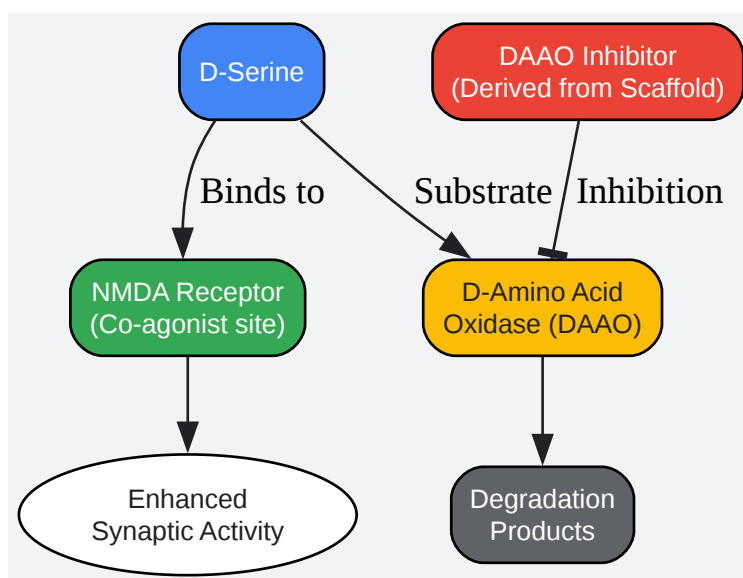 D-Serine
DAAO Inhibitor
(Derived from Scaffold)
Binds to
Substrate
Inhibition
NMDA Receptor
(Co-agonist site)
D-Amino Acid
Oxidase (DAAO)
Enhanced
Synaptic Activity
Degradation
Products